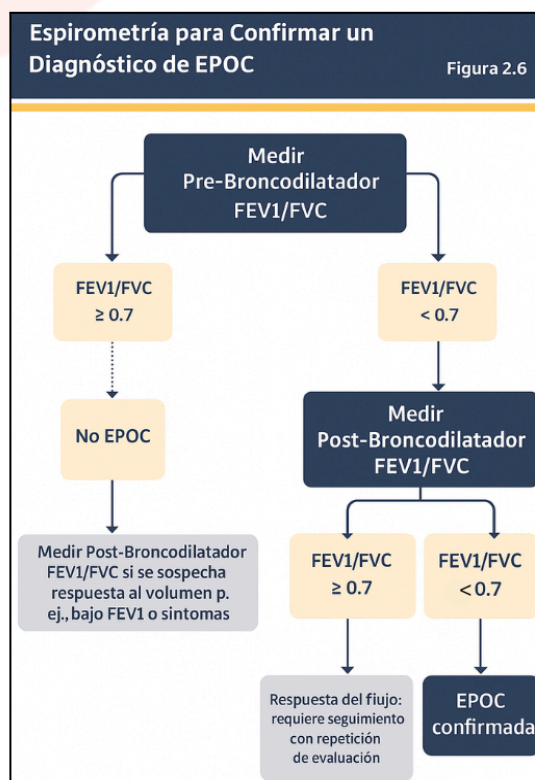 Espirometría para Confirmar un
Diagnóstico de EPOC
Figura 2.6
Medir
Pre-Broncodilatador
FEV1/FVC
FEV1/FVC
≥ 0.7
FEV1/FVC
< 0.7
No EPOC
Medir
Post-Broncodilatador
FEV1/FVC
Medir Post-Broncodilatador
FEV1/FVC si se sospecha
respuesta al volumen p.
ej., bajo FEV1 o sintomas
FEV1/FVC
≥ 0.7
FEV1/FVC
< 0.7
Respuesta del fiujo:
requiere seguimiento
con repetición
de evaluación
EPOC
confirmada